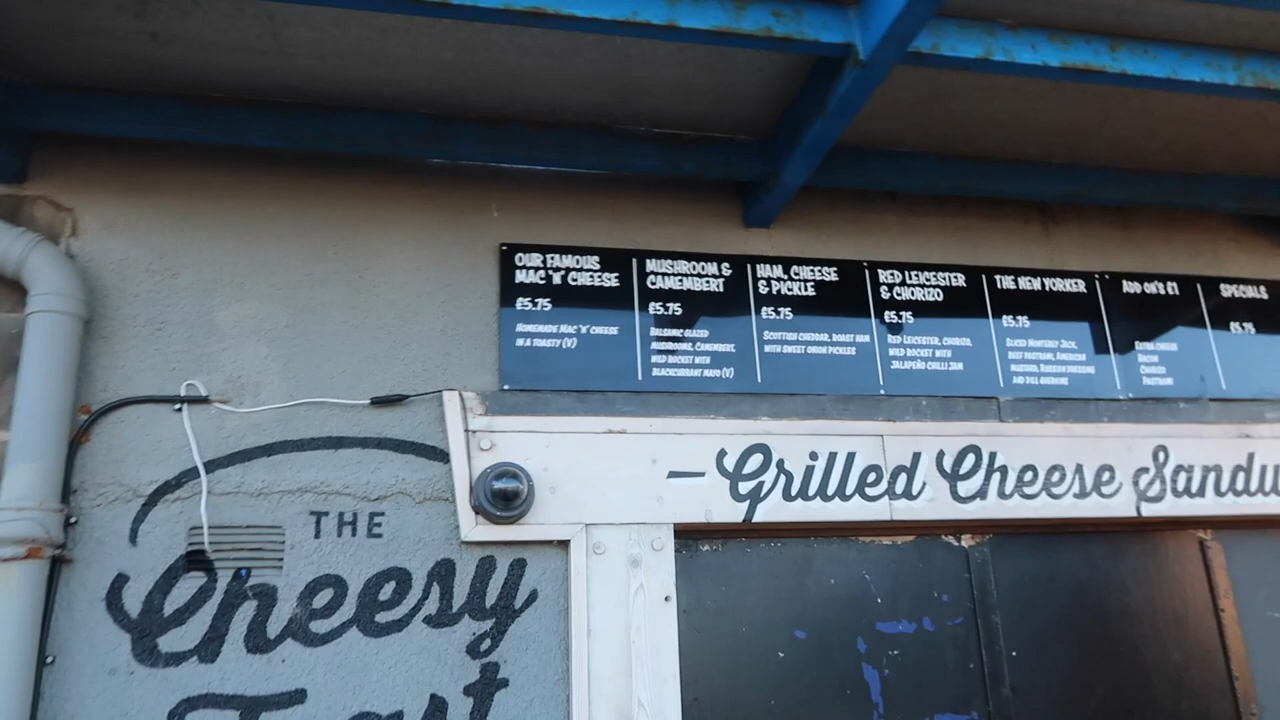 OUR FAMOUS
MAC 'N' CHEESE
£5.75
HOMEMADE MAC 'N' CHEESE
IN A TOASTY (V)
MUSHROOM &
CAMEMBERT
£5.75
BALSAMIC GLAZED
MUSHROOMS, CAMEMBERT,
WILD ROCKET WITH
BLACKCURRANT MAYO (V)
HAM, CHEESE
& PICKLE
£5.75
SCOTTISH CHEDDAR, ROAST HAM
WITH SWEET ONION PICKLES
RED LEICESTER
& CHORIZO
£5.75
RED LEICESTER, CHORIZO,
WILD ROCKET WITH
JALAPEÑO CHILLI JAM
THE NEW YORKER
£5.75
SLICED MONTEREY JACK,
BEEF PASTRAMI, AMERICAN
MUSTARD, RUSSIAN DRESSING
AND DILL GHERKINS
ADD ON'S £1
EXTRA CHEESE
BACON
CHORIZO
PASTRAMI
SPECIALS
£5.75
- Grilled Cheese Sandw
THE
Cheesy
Toast